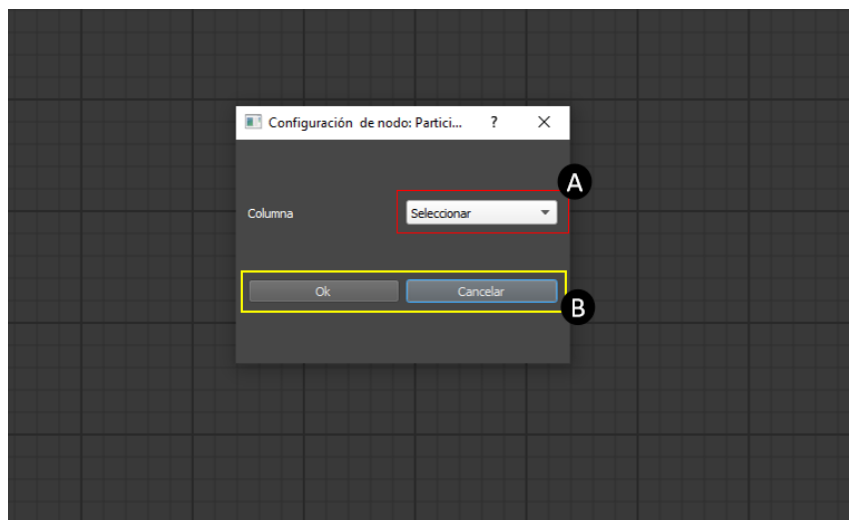 Configuración de nodo: Partici... ?
A
Columna Seleccionar
Ok Cancelar
B